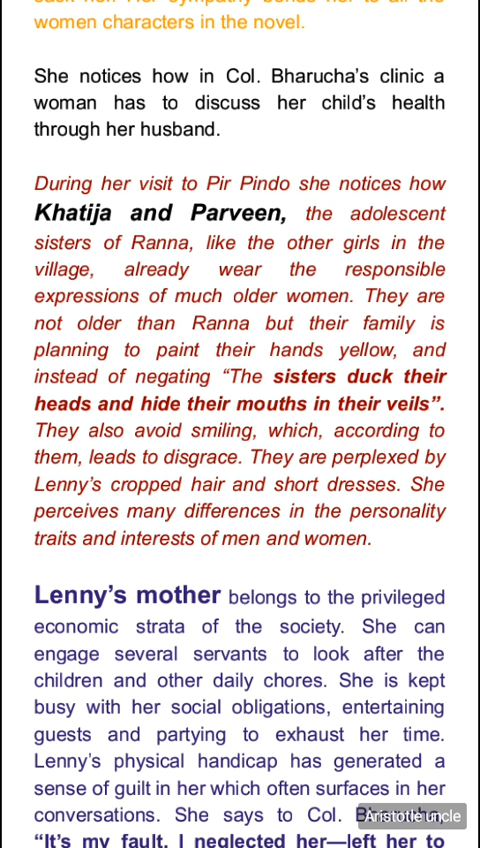 women characters in the novel.
She notices how in Col. Bharucha's clinic a
woman has to discuss her child's health
through her husband.
During her visit to Pir Pindo she notices how
Khatija and Parveen, the adolescent
sisters of Ranna, like the other girls in the
village, already wear the responsible
expressions of much older women. They are
not older than Ranna but their family is
planning to paint their hands yellow, and
instead of negating “The sisters duck their
heads and hide their mouths in their veils”.
They also avoid smiling, which, according to
them, leads to disgrace. They are perplexed by
Lenny's cropped hair and short dresses. She
perceives many differences in the personality
traits and interests of men and women.
Lenny's mother belongs to the privileged
economic strata of the society. She can
engage several servants to look after the
children and other daily chores. She is kept
busy with her social obligations, entertaining
guests and partying to exhaust her time.
Lenny's physical handicap has generated a
sense of guilt in her which often surfaces in her
conversations. She says to Col.
Aristotle uncle
“It's my fault, I neglected her—left her to